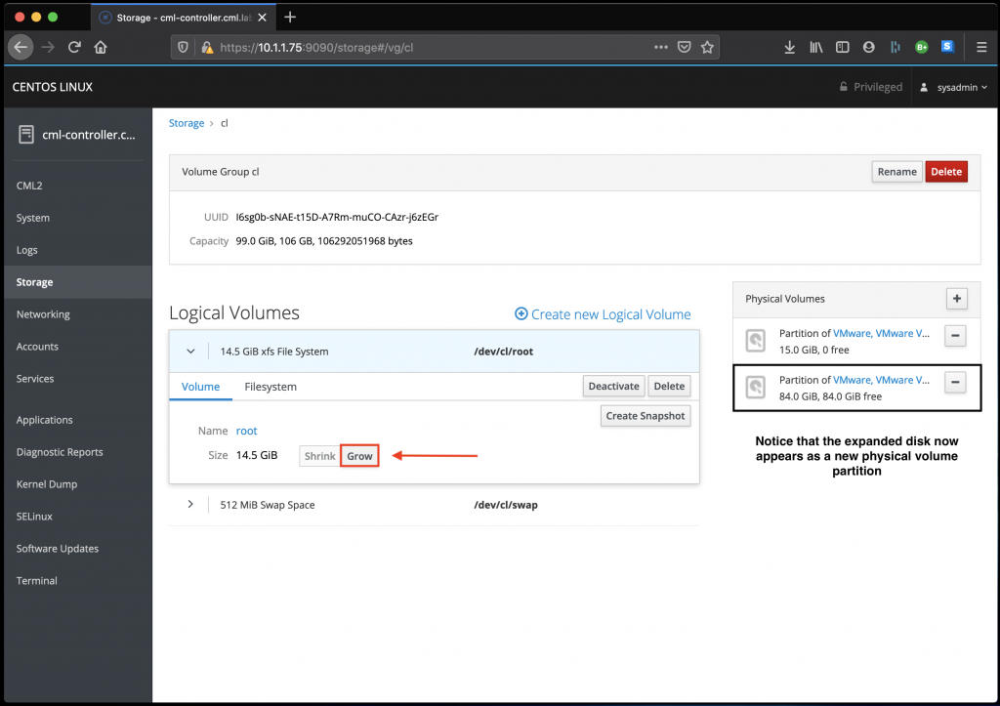 Storage - cml-controller.cml.la
https://10.1.1.75:9090/storage#/vg/cl
CENTOS LINUX
Privileged
sysadmin
cml-controller.c...
CML2
System
Logs
Storage
Networking
Accounts
Services
Applications
Diagnostic Reports
Kernel Dump
SELinux
Software Updates
Terminal
Storage > cl
Volume Group cl
Rename
Delete
UUID I6sg0b-sNAE-t15D-A7Rm-muCO-CAzr-j6zEGr
Capacity 99.0 GiB, 106 GB, 106292051968 bytes
Logical Volumes
Create new Logical Volume
14.5 GiB xfs File System
/dev/cl/root
Volume
Filesystem
Deactivate
Delete
Create Snapshot
Name root
Size 14.5 GiB
Shrink
Grow
512 MiB Swap Space
/dev/cl/swap
Physical Volumes
Partition of VMware, VMware V...
15.0 GiB, 0 free
Partition of VMware, VMware V...
84.0 GiB, 84.0 GiB free
Notice that the expanded disk now
appears as a new physical volume
partition
B+
S